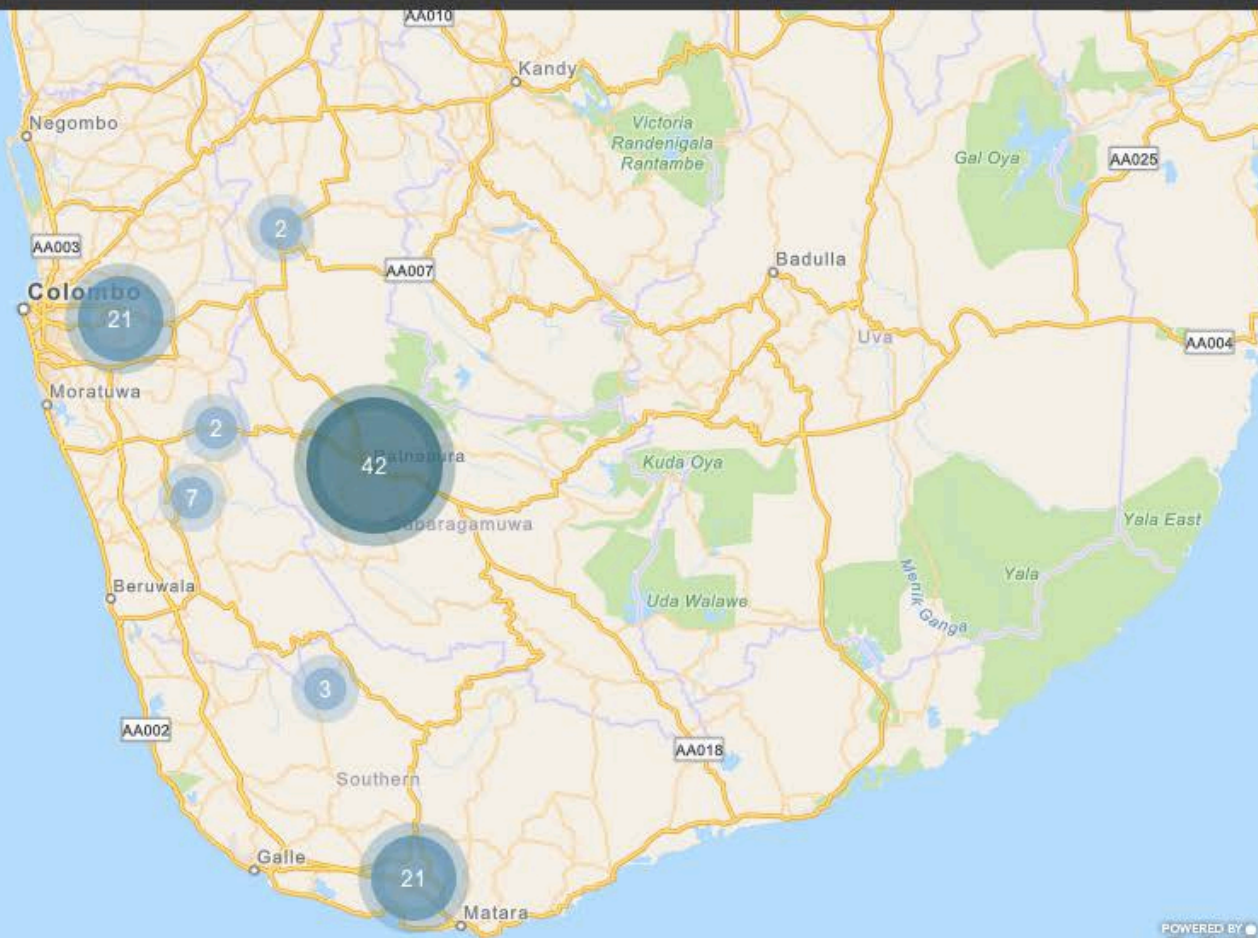 AA010
Kandy
Negombo
Victoria
Randenigala
Rantambe
Gal Oya
AA025
2
AA003
Badulla
AA007
Colombo
21
Uva
AA004
Moratuwa
2
42
Ratnapura
Kuda Oya
7
Sabaragamuwa
Yala East
Yala
Menik Ganga
Beruwala
Uda Walawe
3
AA002
AA018
Southern
Galle
21
Matara
POWERED BY